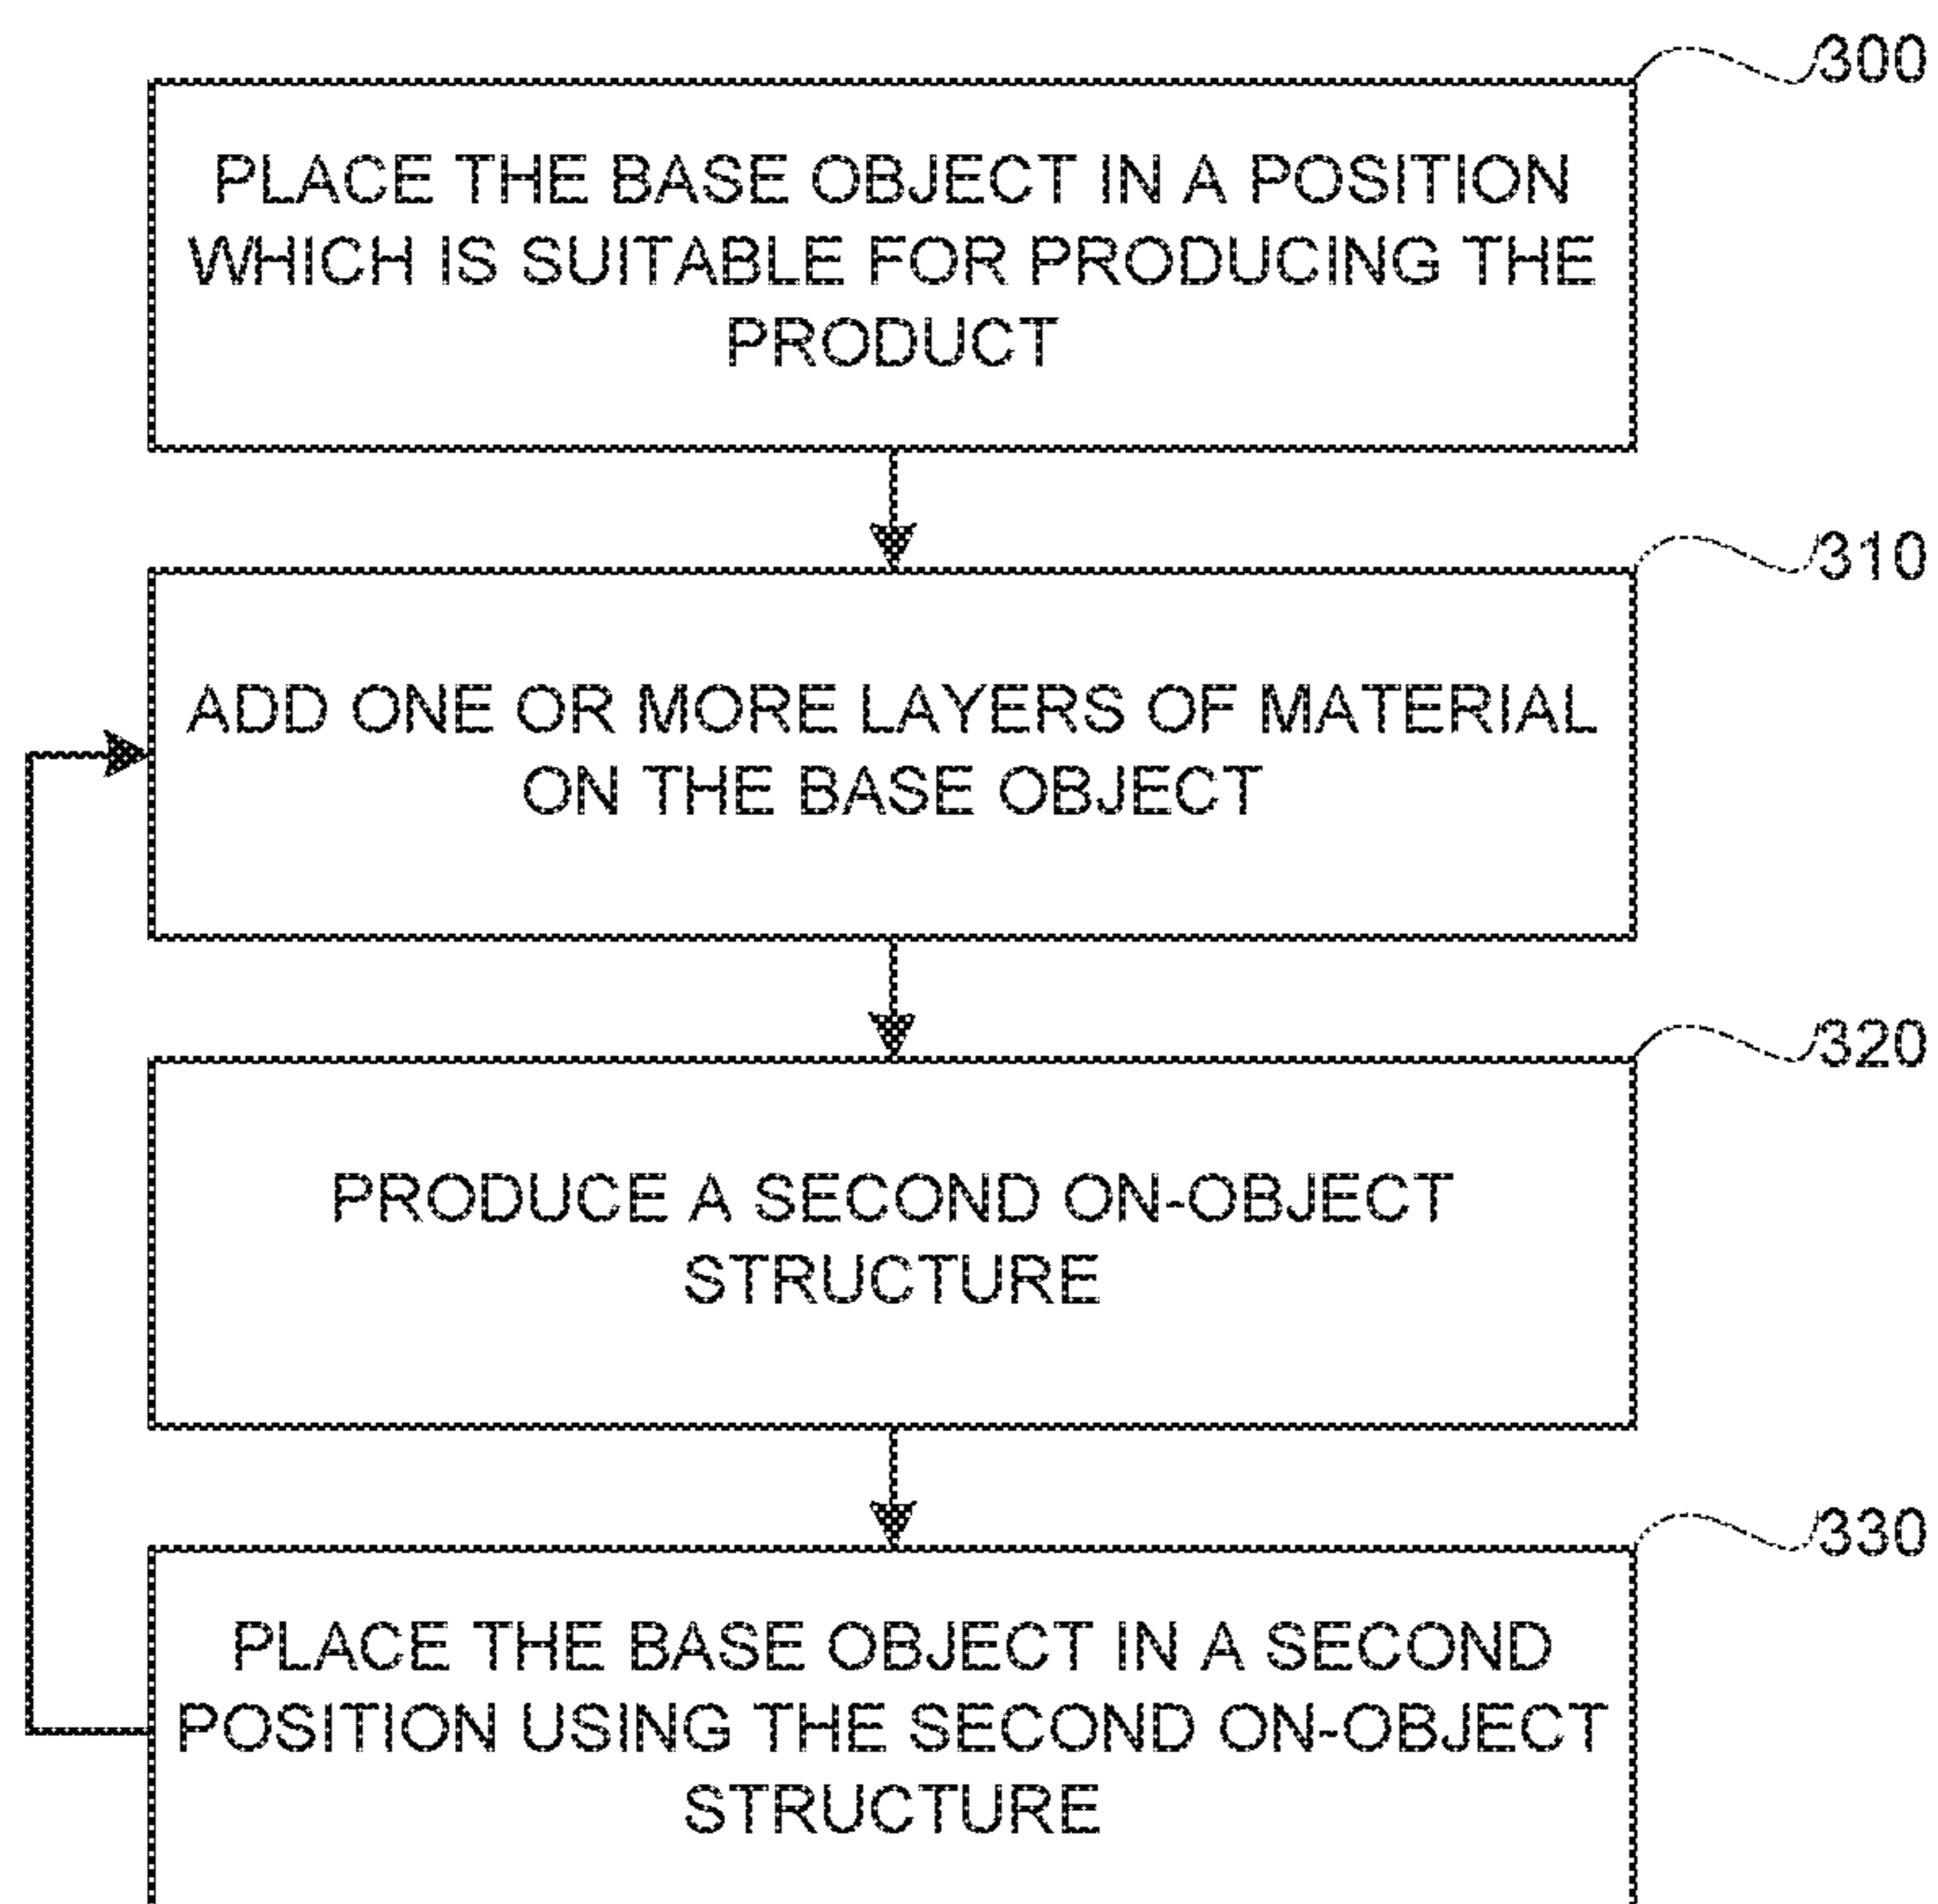 300
PLACE THE BASE OBJECT IN A POSITION
WHICH IS SUITABLE FOR PRODUCING THE
PRODUCT
310
ADD ONE OR MORE LAYERS OF MATERIAL
ON THE BASE OBJECT
320
PRODUCE A SECOND ON-OBJECT
STRUCTURE
330
PLACE THE BASE OBJECT IN A SECOND
POSITION USING THE SECOND ON-OBJECT
STRUCTURE